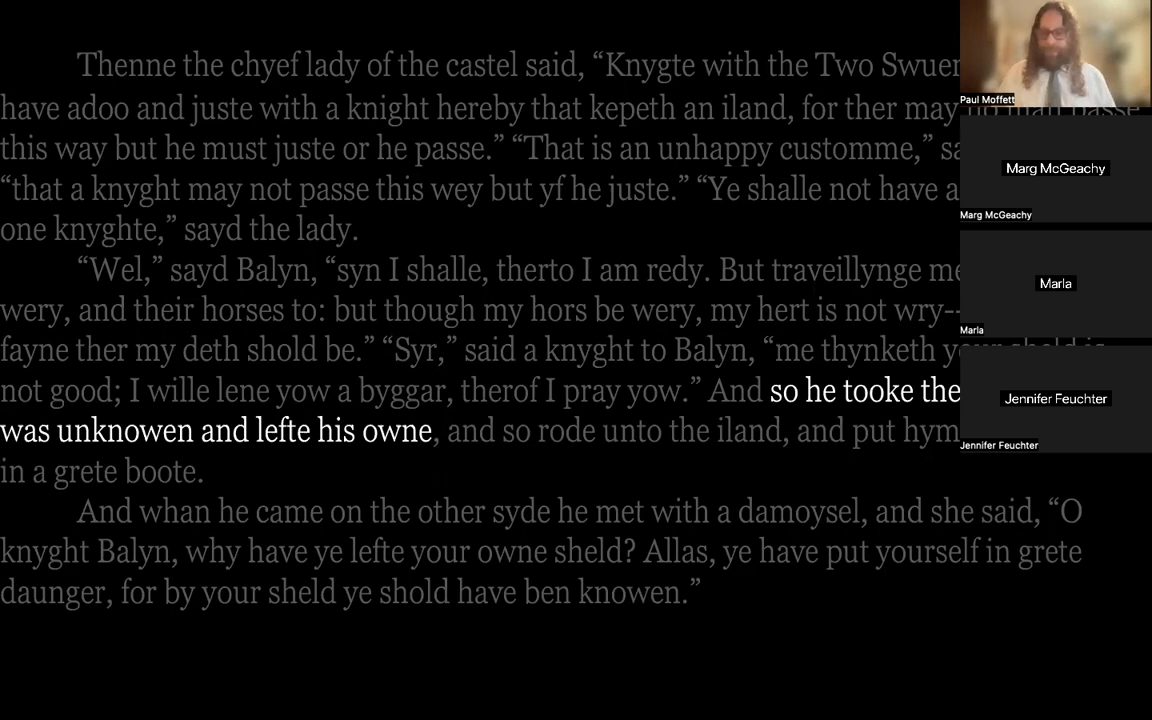 Thenne the chyef lady of the castel said, “Knygte with the Two Swuer
have adoo and juste with a knight hereby that kepeth an iland, for ther may no man passe
this way but he must juste or he passe.” “That is an unhappy customme,” sa
“that a knyght may not passe this wey but yf he juste.” “Ye shalle not have a
one knyghte,” sayd the lady.
“Wel,” sayd Balyn, “syn I shalle, therto I am redy. But traveillynge me
wery, and their horses to: but though my hors be wery, my hert is not wry--
fayne ther my deth shold be.” “Syr,” said a knyght to Balyn, “me thynketh your sheld is
not good; I wille lene yow a byggar, therof I pray yow.” And so he tooke the
was unknowen and lefte his owne, and so rode unto the iland, and put hym
in a grete boote.
And whan he came on the other syde he met with a damoysel, and she said, “O
knyght Balyn, why have ye lefte your owne sheld? Allas, ye have put yourself in grete
daunger, for by your sheld ye shold have ben knowen.”
Paul Moffett
Marg McGeachy
Marg McGeachy
Marla
Marla
Jennifer Feuchter
Jennifer Feuchter